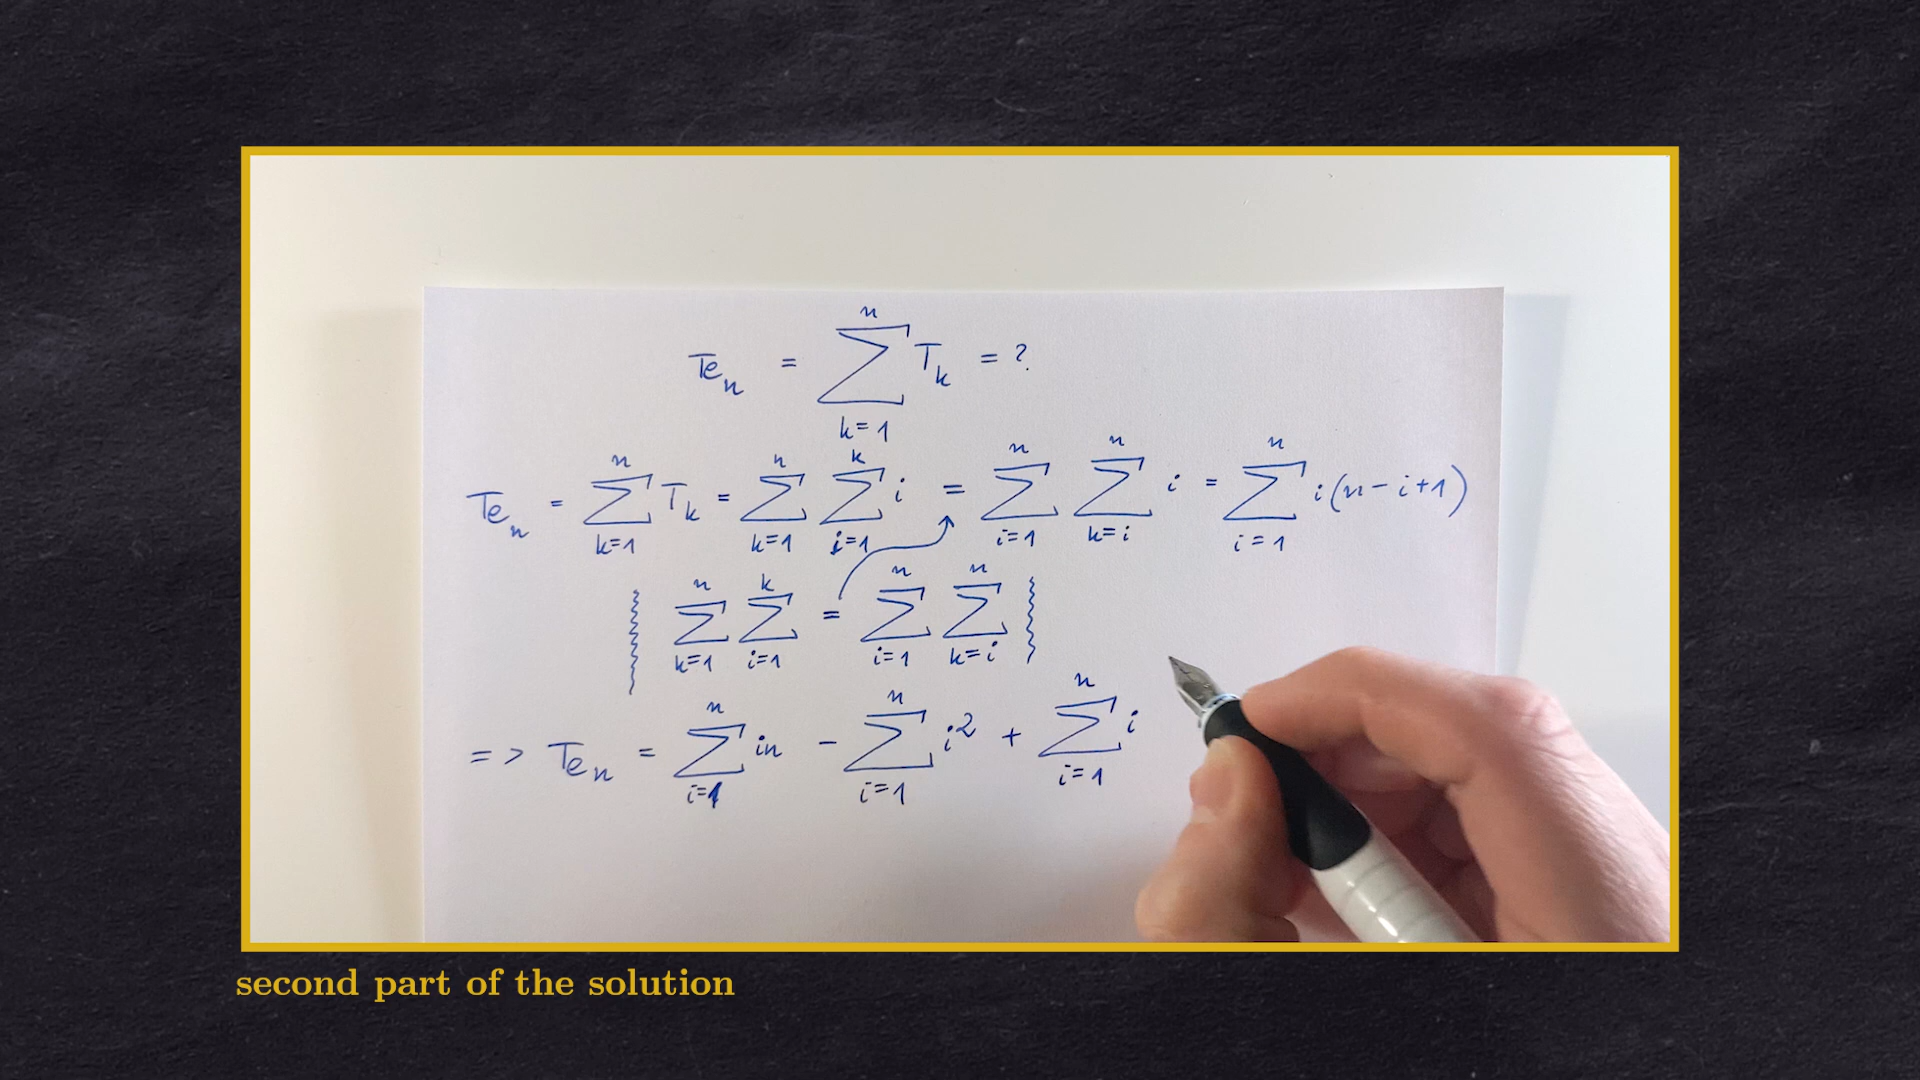 Te_n = ∑_{k=1}^{n} T_k = ?
Te_n = ∑_{k=1}^{n} T_k = ∑_{k=1}^{n} ∑_{i=1}^{k} i = ∑_{i=1}^{n} ∑_{k=i}^{n} i = ∑_{i=1}^{n} i(n-i+1)
∑_{k=1}^{n} ∑_{i=1}^{k} = ∑_{i=1}^{n} ∑_{k=i}^{n}
=> Te_n = ∑_{i=1}^{n} in - ∑_{i=1}^{n} i^2 + ∑_{i=1}^{n} i
second part of the solution